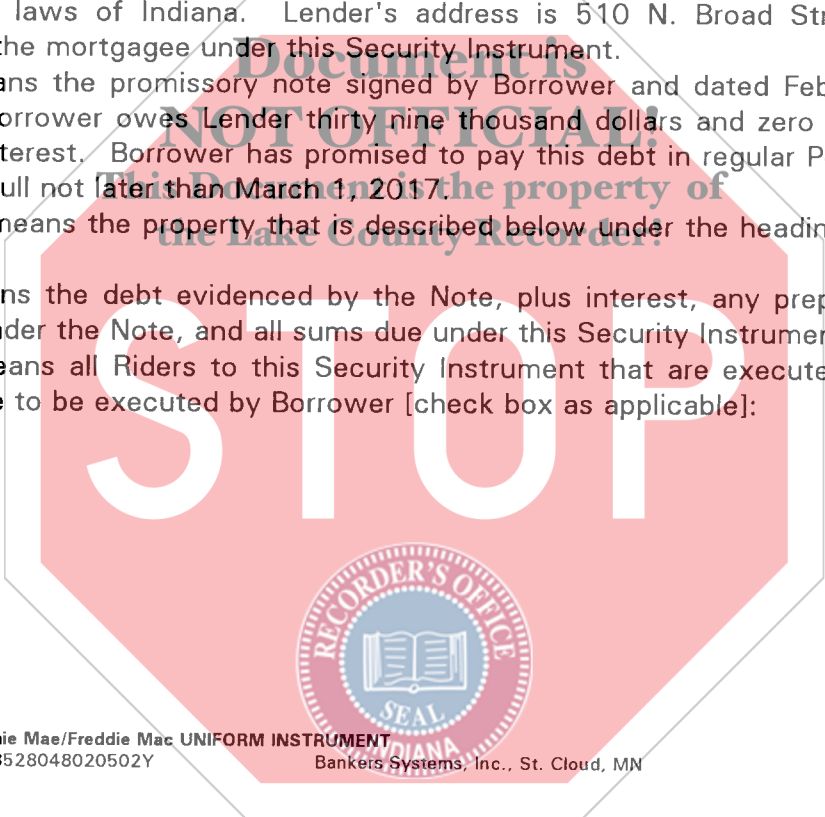 laws of Indiana. Lender's address is 510 N. Broad Str
the mortgagee under this Security Instrument.
Document is
ans the promissory note signed by Borrower and dated Feb
NOT OFFICIAL!
orrower owes Lender thirty nine thousand dollars and zero
terest. Borrower has promised to pay this debt in regular P
ull not later than March 1, 2017.
This Document is the property of
means the property that is described below under the headin
the Lake County Recorder!
ns the debt evidenced by the Note, plus interest, any prep
nder the Note, and all sums due under this Security Instrumen
eans all Riders to this Security Instrument that are execute
e to be executed by Borrower [check box as applicable]:
STOP
RECORDER'S OFFICE
SEAL
INDIANA
nie Mae/Freddie Mac UNIFORM INSTRUMENT
3528048020502Y
Bankers Systems, Inc., St. Cloud, MN